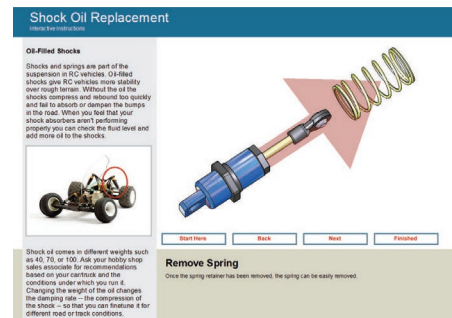 Shock Oil Replacement
Interactive Instructions
Oil-Filled Shocks
Shocks and springs are part of the
suspension in RC vehicles. Oil-filled
shocks give RC vehicles more stability
over rough terrain. Without the oil the
shocks compress and rebound too quickly
and fail to absorb or dampen the bumps
in the road. When you feel that your
shock absorbers aren't performing
properly you can check the fluid level and
add more oil to the shocks.
Shock oil comes in different weights such
as 40, 70, or 100. Ask your hobby shop
sales associate for recommendations
based on your car/truck and the
conditions under which you run it.
Changing the weight of the oil changes
the damping rate -- the compression of
the shock -- so that you can finetune it for
different road or track conditions.
Start Here
Back
Next
Finished
Remove Spring
Once the spring retainer has been removed, the spring can be easily removed.